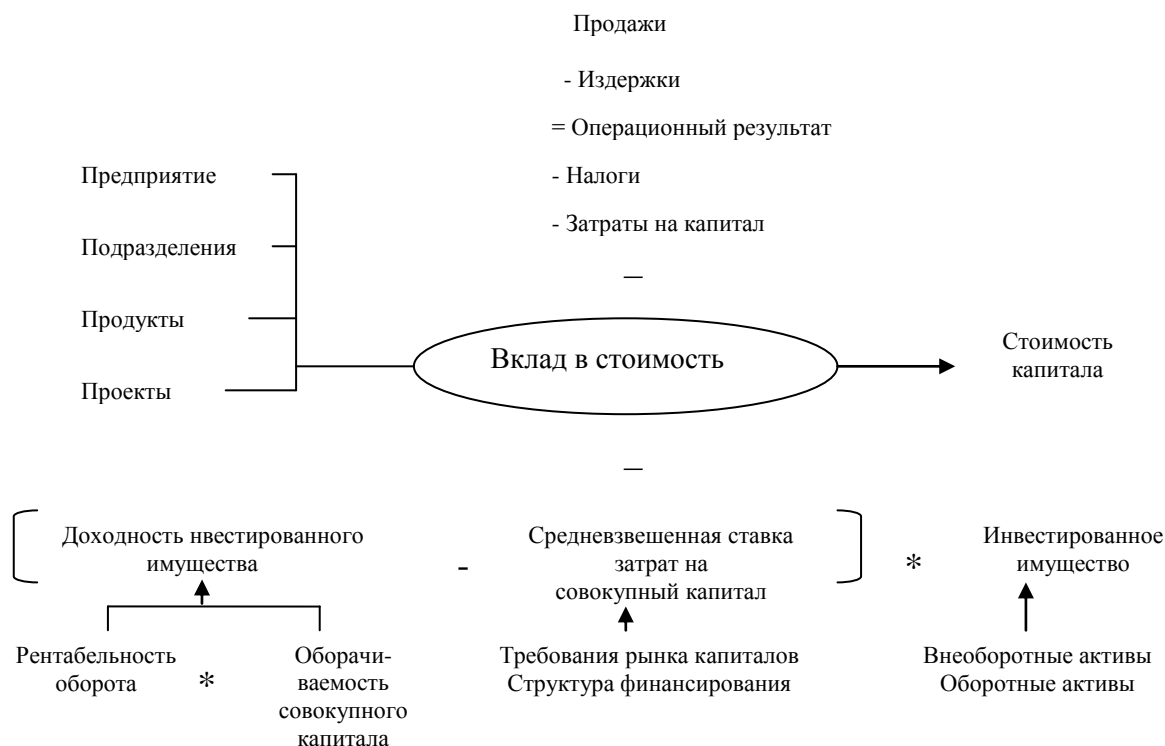 Продажи
- Издержки
= Операционный результат
- Налоги
- Затраты на капитал
Предприятие
Подразделения
Продукты
Проекты
–
Вклад в стоимость
Стоимость
капитала
–
Доходность нвестированного
имущества
-
Средневзвешенная ставка
затрат на
совокупный капитал
*
Инвестированное
имущество
Рентабельность
оборота
*
Оборачи-
ваемость
совокупного
капитала
Требования рынка капиталов
Структура финансирования
Внеоборотные активы
Оборотные активы